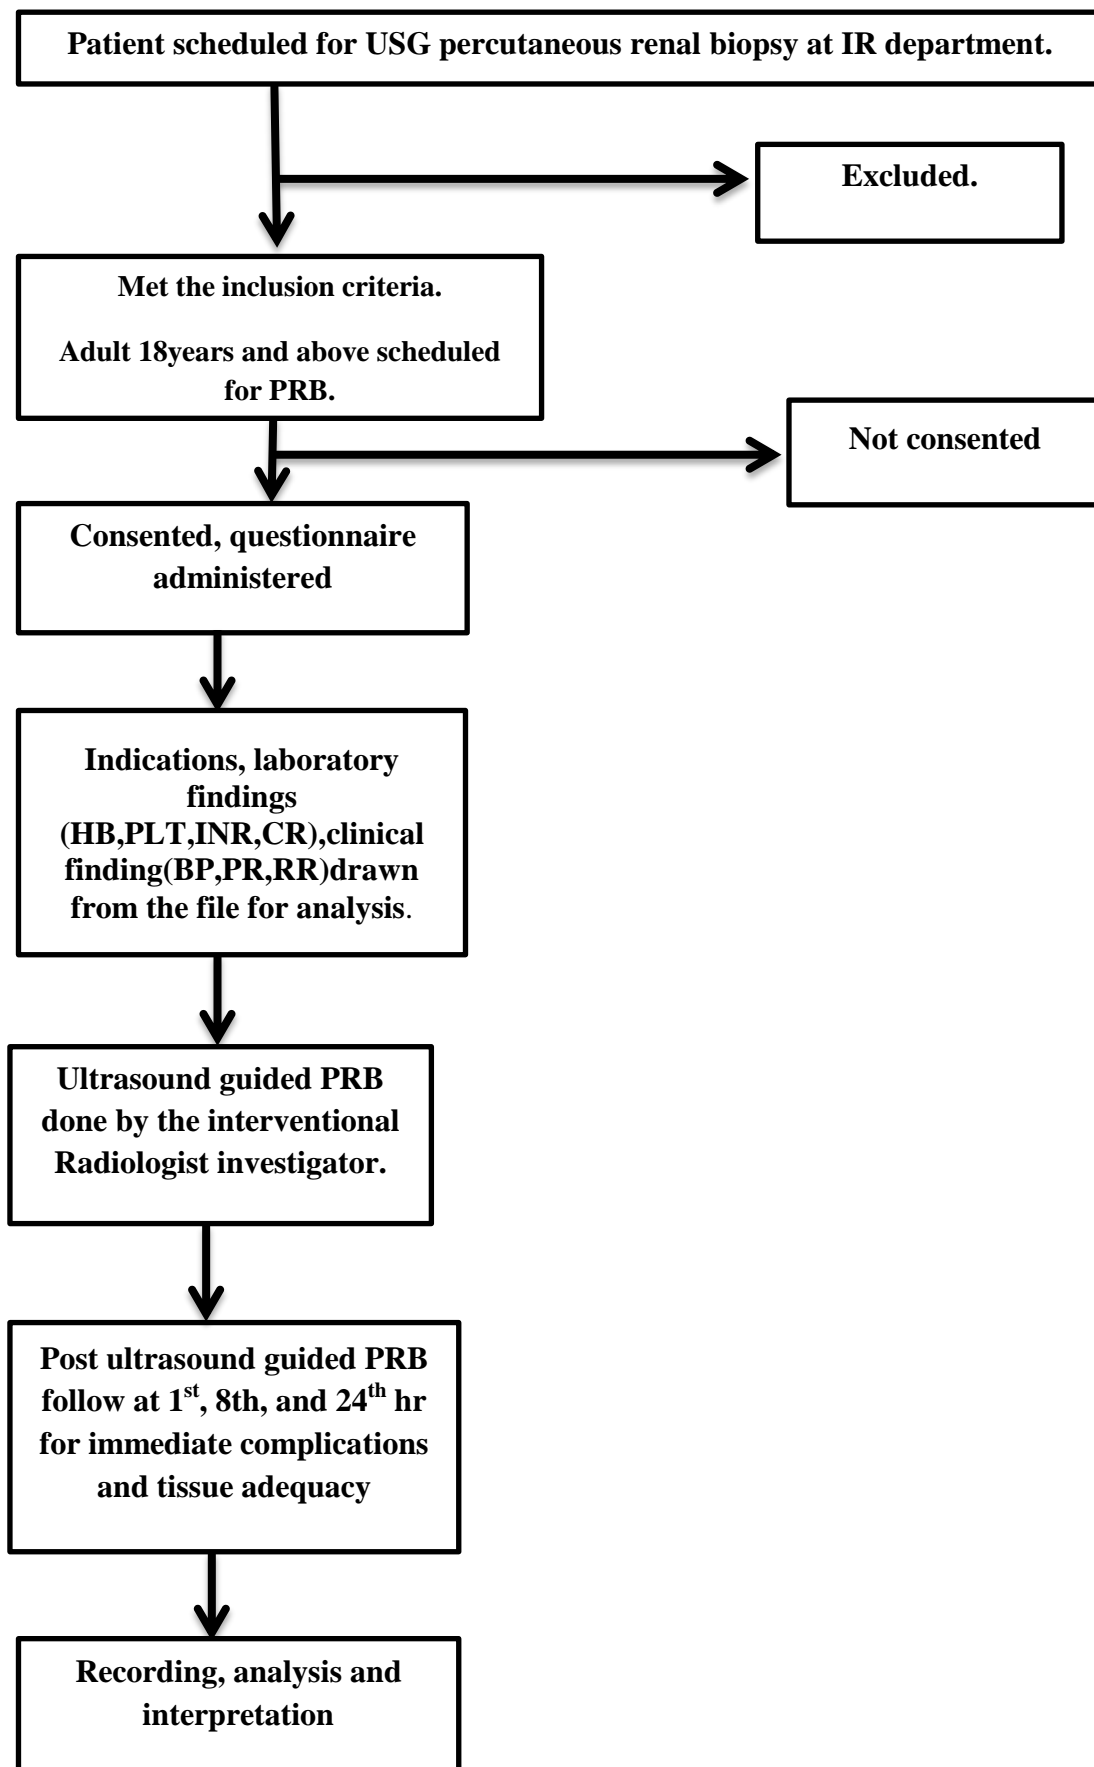 Patient scheduled for USG percutaneous renal biopsy at IR department.
Excluded.
Met the inclusion criteria.
Adult 18years and above scheduled
for PRB.
Not consented
Consented, questionnaire
administered
Indications, laboratory
findings
(HB,PLT,INR,CR),clinical
finding(BP,PR,RR)drawn
from the file for analysis.
Ultrasound guided PRB
done by the interventional
Radiologist investigator.
Post ultrasound guided PRB
follow at 1st, 8th, and 24th hr
for immediate complications
and tissue adequacy
Recording, analysis and
interpretation